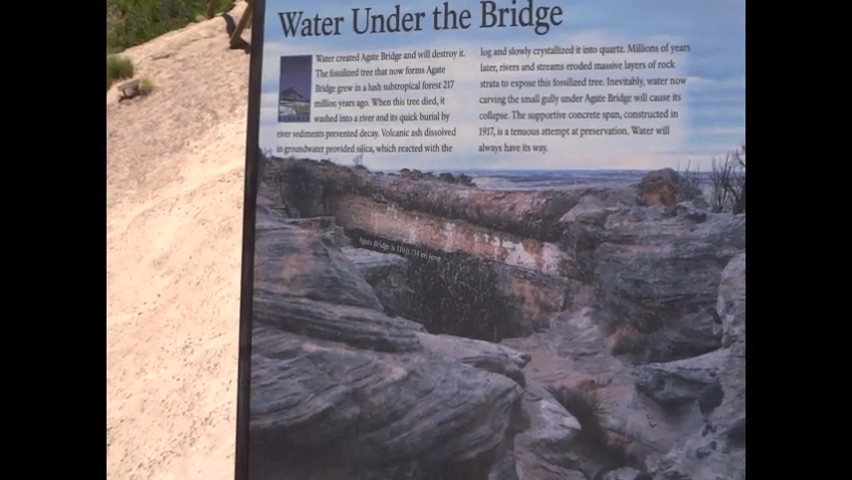 Water Under the Bridge
Water created Agate Bridge and will destroy it.
The fossilized tree that now forms Agate
Bridge grew in a lush subtropical forest 217
million years ago. When this tree died, it
washed into a river and its quick burial by
river sediments prevented decay. Volcanic ash dissolved
in groundwater provided silica, which reacted with the
log and slowly crystallized it into quartz. Millions of years
later, rivers and streams eroded massive layers of rock
strata to expose this fossilized tree. Inevitably, water now
carving the small gully under Agate Bridge will cause its
collapse. The supportive concrete span, constructed in
1917, is a tenuous attempt at preservation. Water will
always have its way.
Agate Bridge is 110 ft long